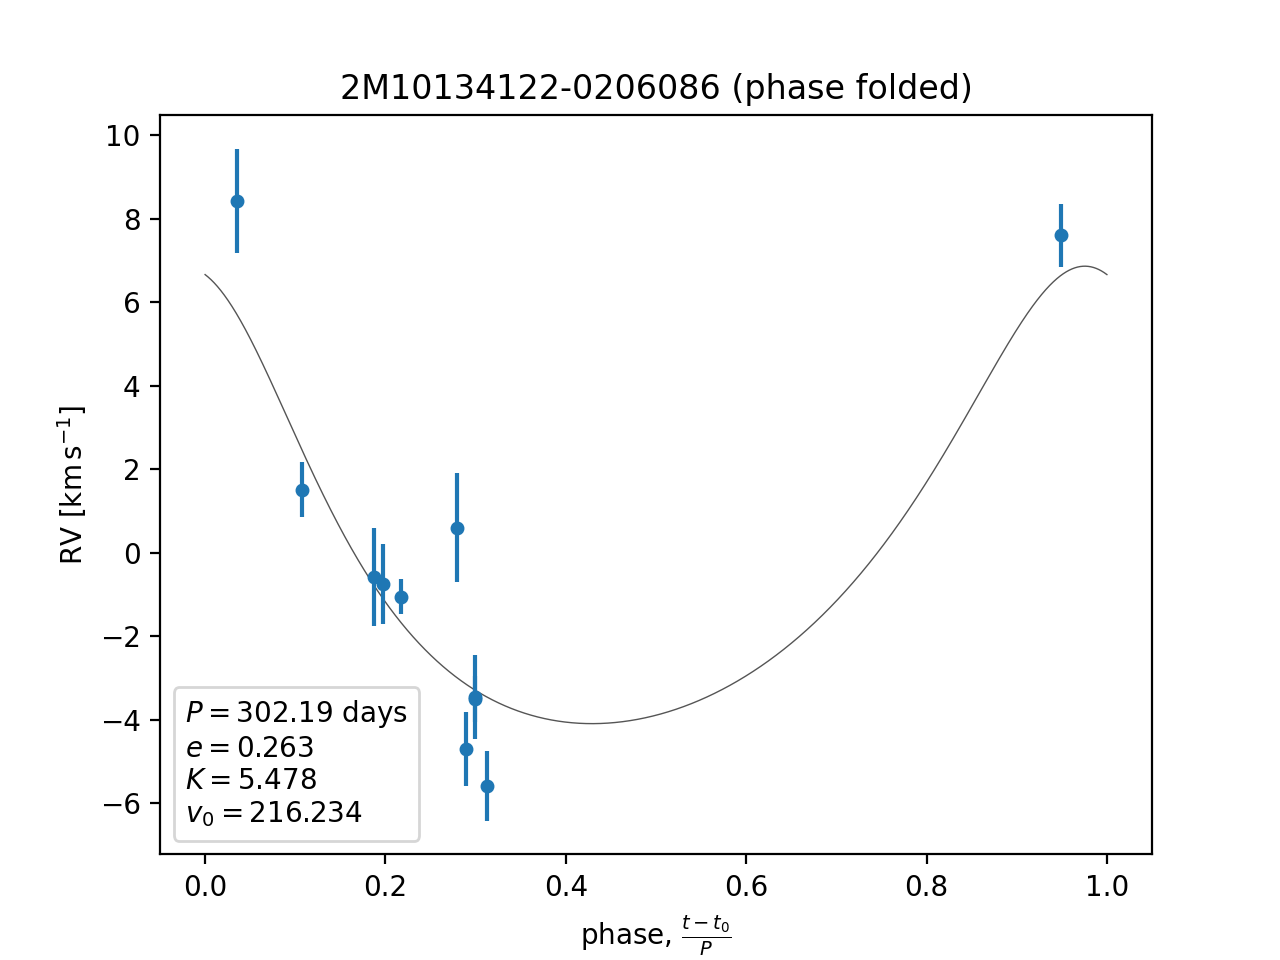 2M10134122-0206086 (phase folded)
10
8
6
4
2
0
−2
−4
−6
RV [km s⁻¹]
P = 302.19 days
e = 0.263
K = 5.478
v₀ = 216.234
0.0 0.2 0.4 0.6 0.8 1.0
phase, (t − t₀)/P